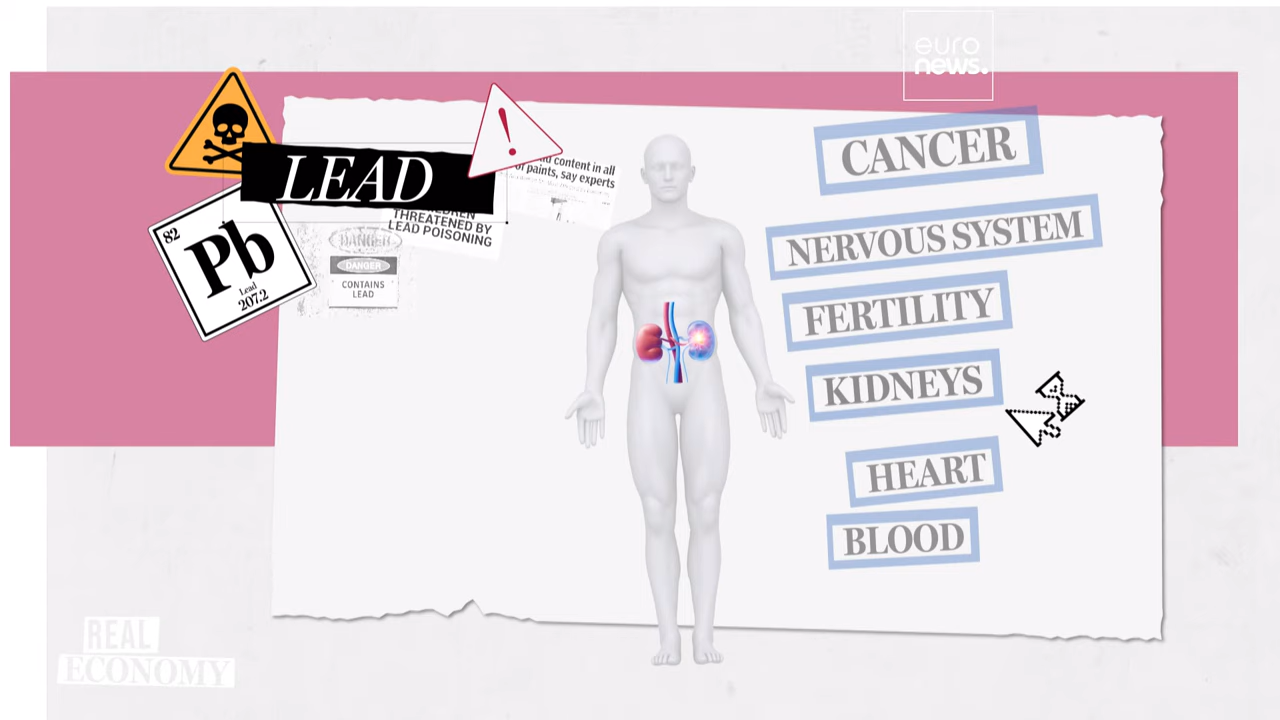 euro
news.
LEAD
d content in all
of paints, say experts
THREATENED BY
LEAD POISONING
82
Pb
Lead
207.2
DANGER
DANGER
CONTAINS
LEAD
CANCER
NERVOUS SYSTEM
FERTILITY
KIDNEYS
HEART
BLOOD
REAL
ECONOMY